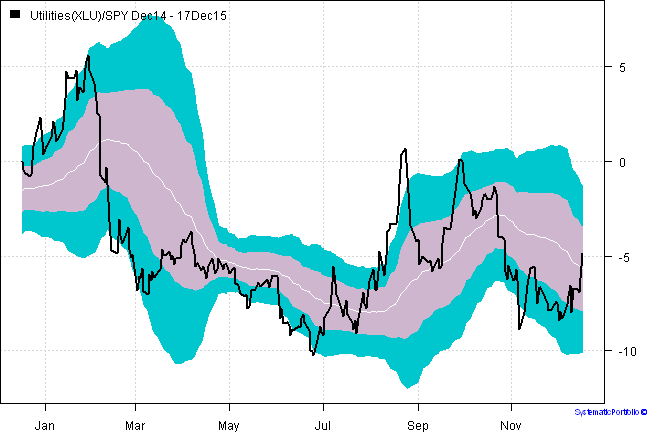 Utilities(XLU)/SPY Dec14 - 17Dec15
5
0
-5
-10
Jan Mar May Jul Sep Nov
SystematicPortfolio ©